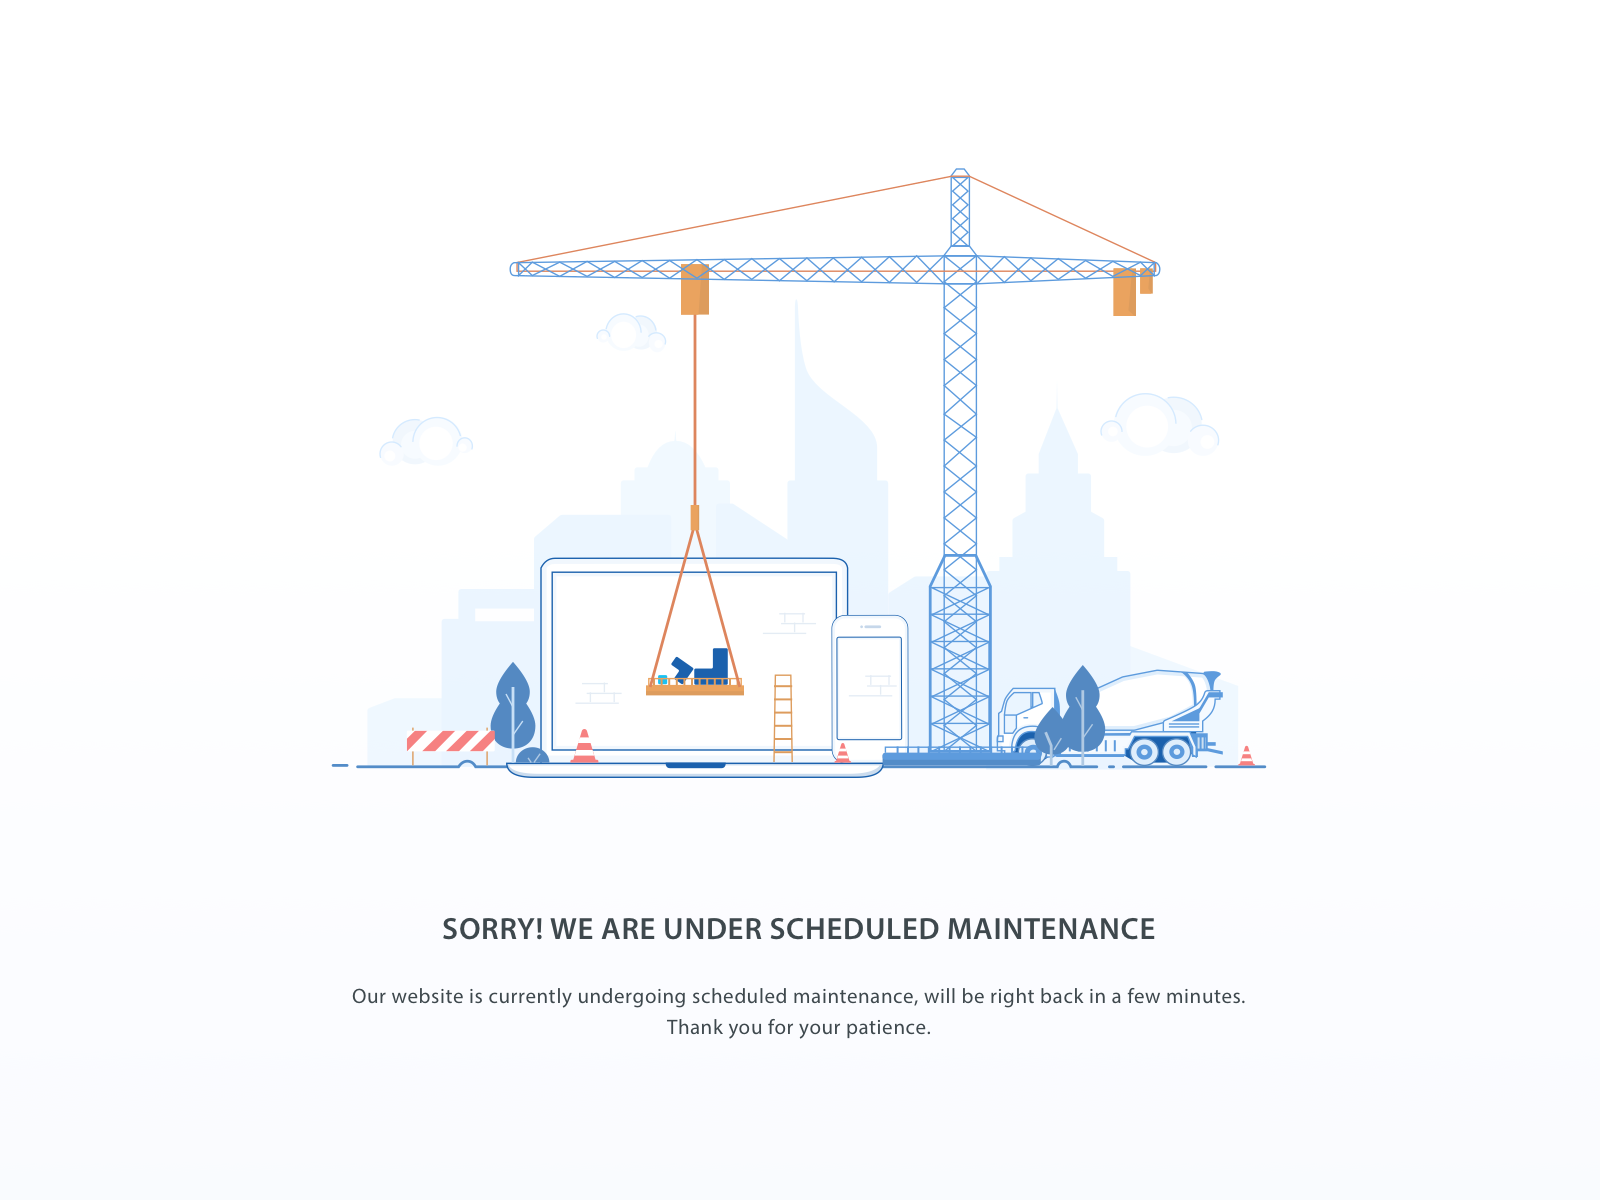 SORRY! WE ARE UNDER SCHEDULED MAINTENANCE
Our website is currently undergoing scheduled maintenance, will be right back in a few minutes.
Thank you for your patience.